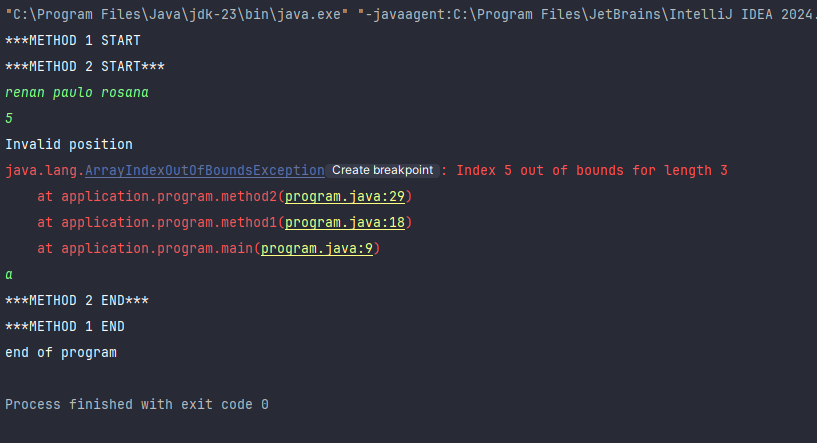 "C:\Program Files\Java\jdk-23\bin\java.exe" "-javaagent:C:\Program Files\JetBrains\IntelliJ IDEA 2024.
***METHOD 1 START
***METHOD 2 START***
renan paulo rosana
5
Invalid position
java.lang.ArrayIndexOutOfBoundsException Create breakpoint : Index 5 out of bounds for length 3
    at application.program.method2(program.java:29)
    at application.program.method1(program.java:18)
    at application.program.main(program.java:9)
a
***METHOD 2 END***
***METHOD 1 END
end of program
Process finished with exit code 0